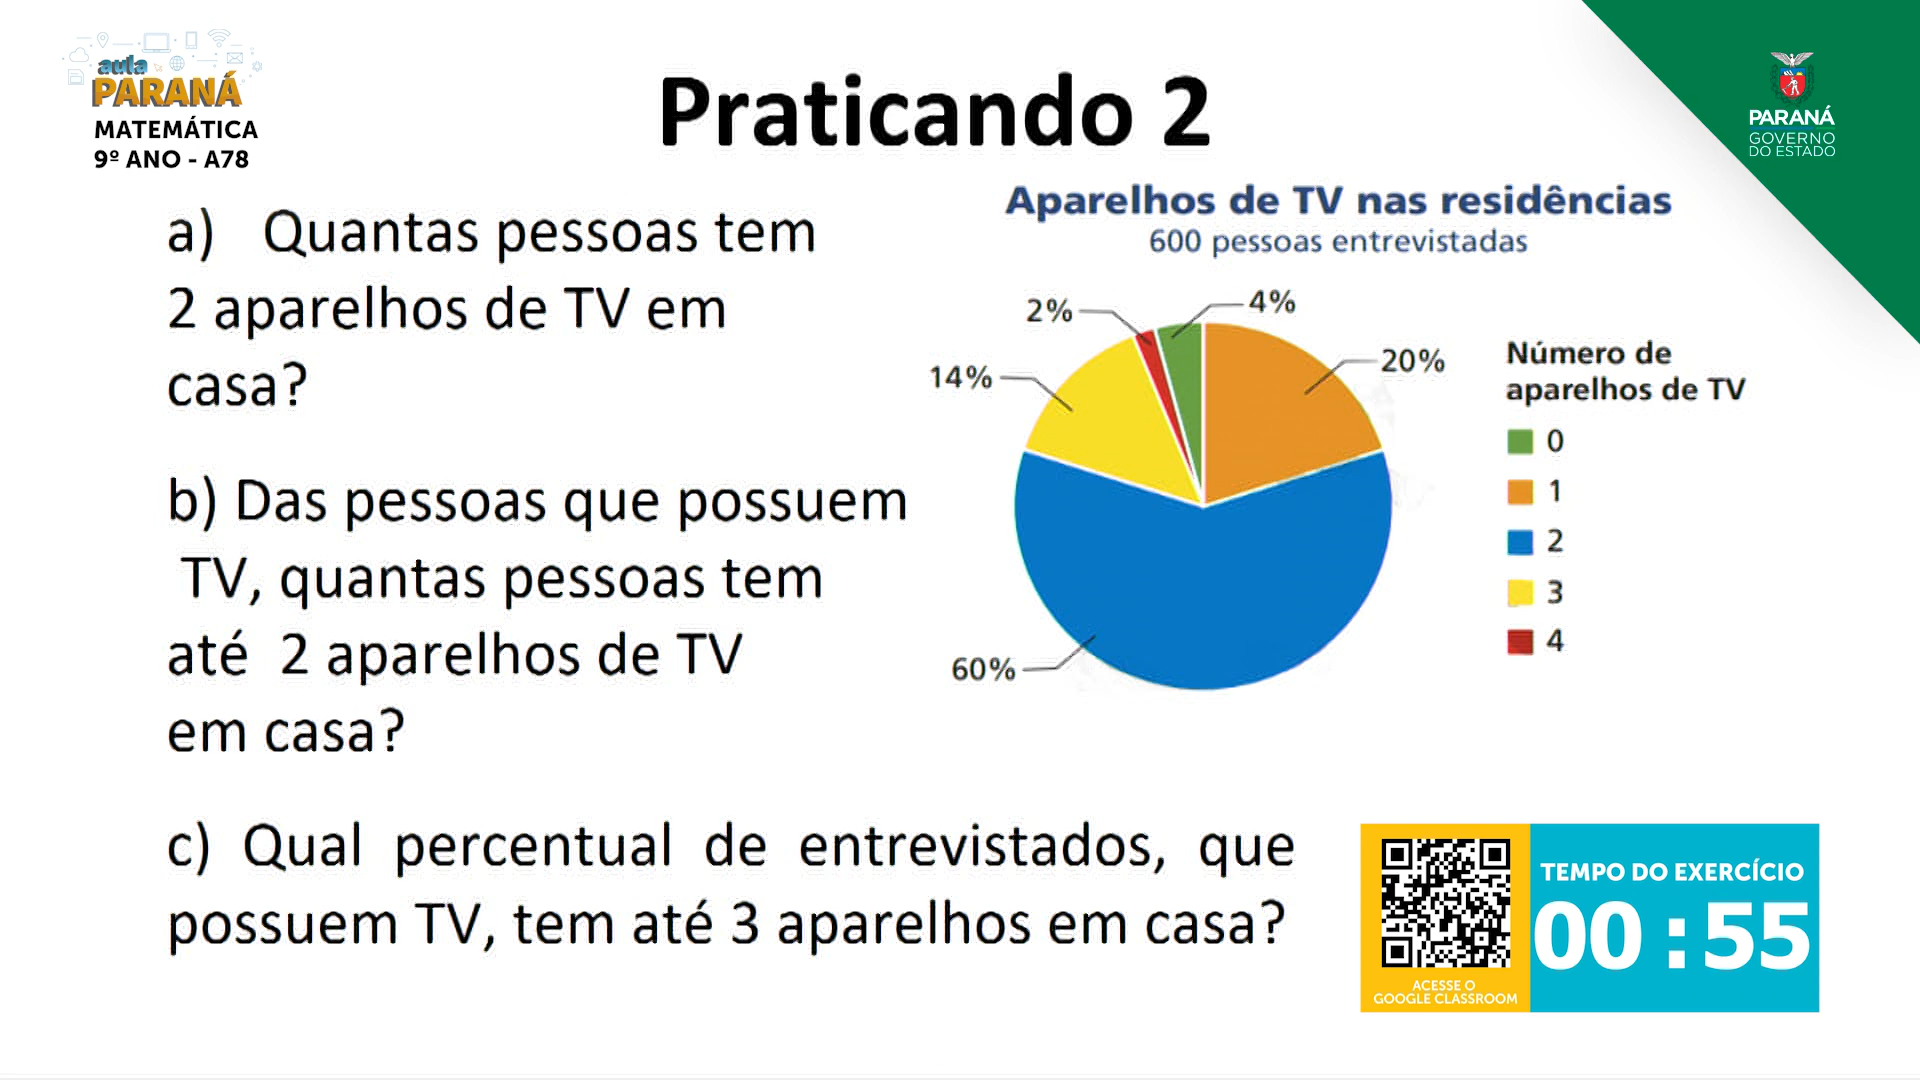 aula
PARANÁ
MATEMÁTICA
9º ANO - A78
Praticando 2
PARANÁ
GOVERNO
DO ESTADO
a) Quantas pessoas tem
2 aparelhos de TV em
casa?
b) Das pessoas que possuem
TV, quantas pessoas tem
até 2 aparelhos de TV
em casa?
c) Qual percentual de entrevistados, que
possuem TV, tem até 3 aparelhos em casa?
Aparelhos de TV nas residências
600 pessoas entrevistadas
2%
4%
14%
20%
60%
Número de
aparelhos de TV
0
1
2
3
4
ACESSE O
GOOGLE CLASSROOM
TEMPO DO EXERCÍCIO
00:55